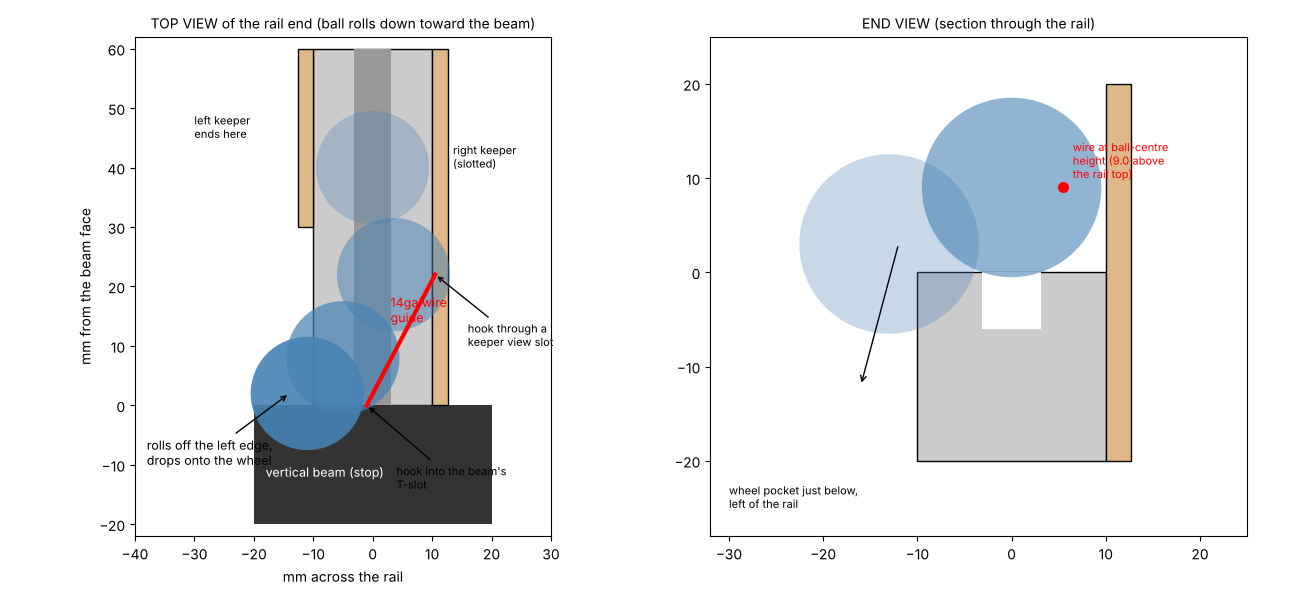 TOP VIEW of the rail end (ball rolls down toward the beam)
60
50
40
30
20
10
0
−10
−20
−40
−30
−20
−10
0
10
20
30
mm from the beam face
mm across the rail
left keeper
ends here
right keeper
(slotted)
14ga wire
guide
hook through a
keeper view slot
rolls off the left edge,
drops onto the wheel
vertical beam (stop)
hook into the beam's
T-slot
END VIEW (section through the rail)
20
10
0
−10
−20
−30
−20
−10
0
10
20
wire at ball-centre
height (9.0 above
the rail top)
wheel pocket just below,
left of the rail